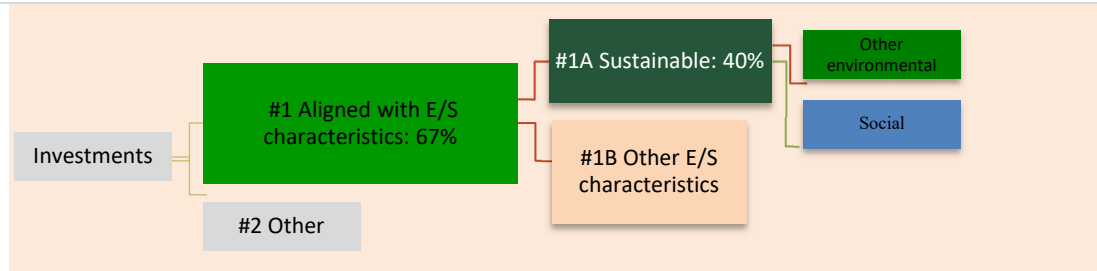 Investments
#1 Aligned with E/S
characteristics: 67%
#2 Other
#1A Sustainable: 40%
#1B Other E/S
characteristics
Other
environmental
Social